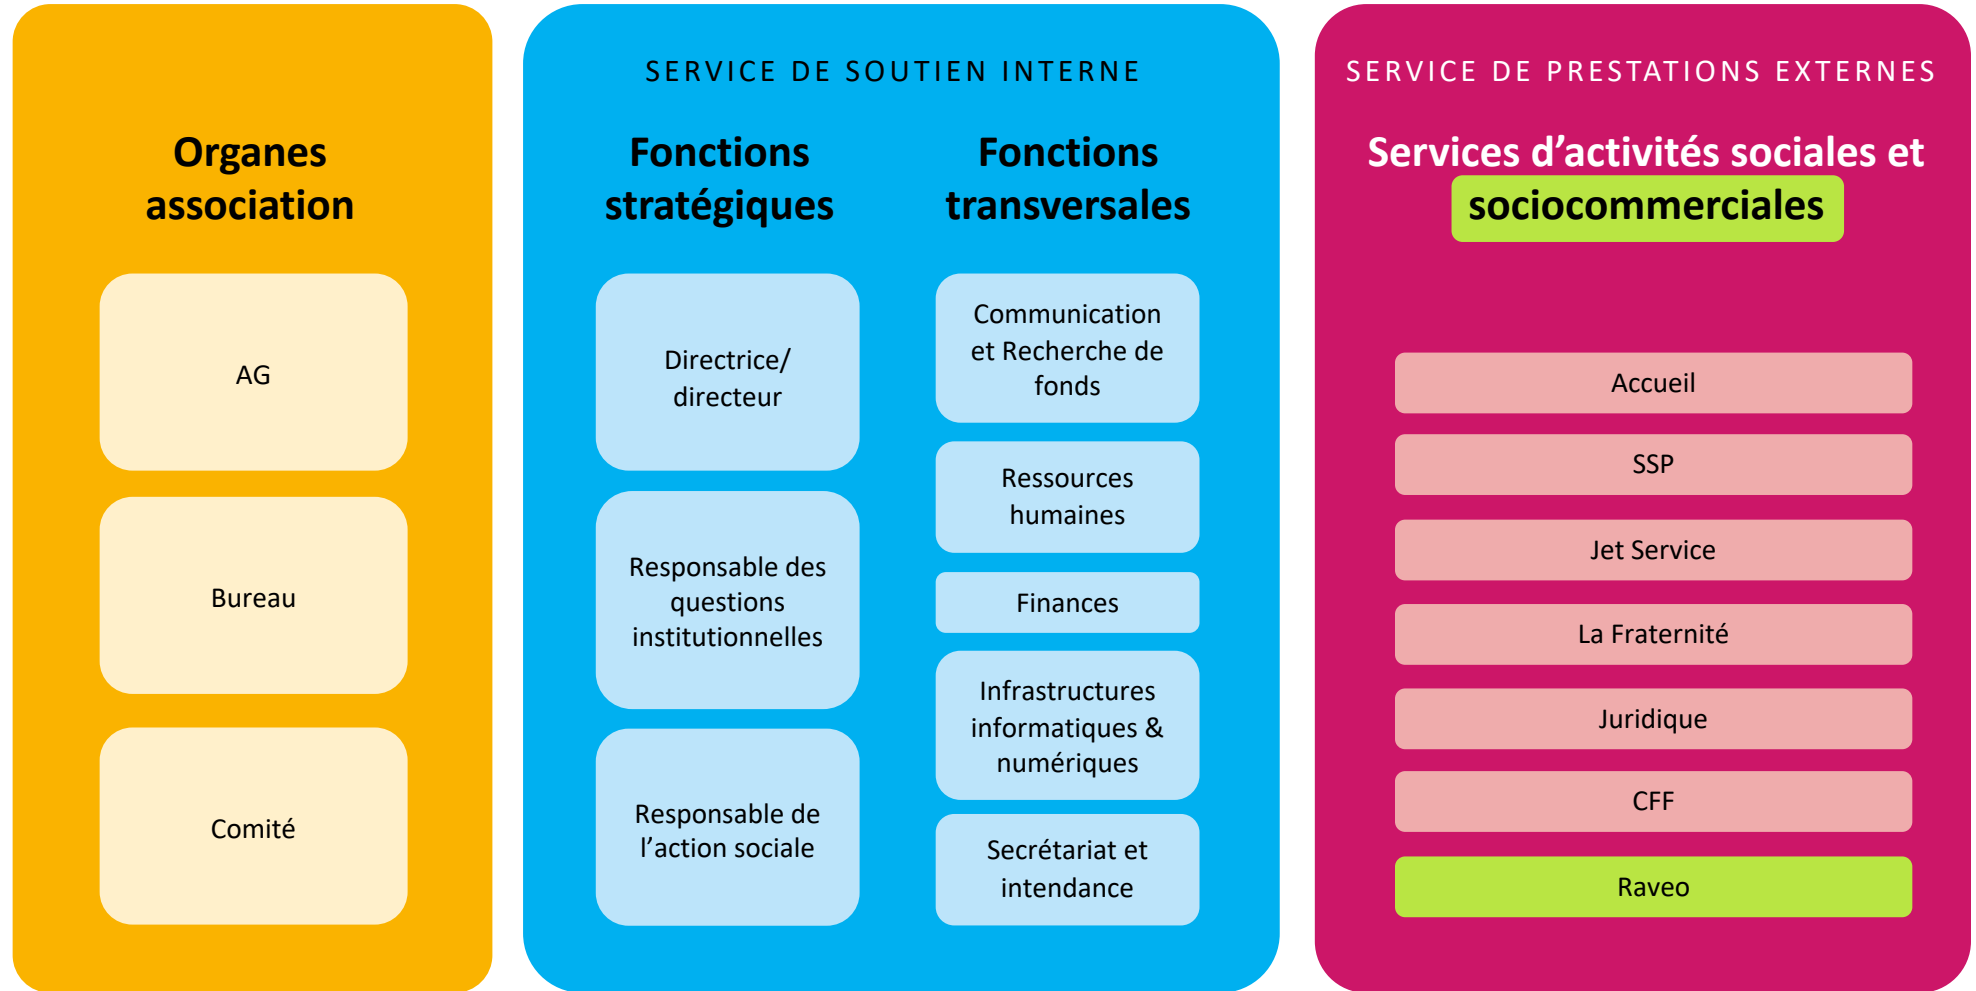 Organes
association
AG
Bureau
Comité
SERVICE DE SOUTIEN INTERNE
Fonctions
stratégiques
Directrice/
directeur
Responsable des
questions
institutionnelles
Responsable de
l’action sociale
Fonctions
transversales
Communication
et Recherche de
fonds
Ressources
humaines
Finances
Infrastructures
informatiques &
numériques
Secrétariat et
intendance
SERVICE DE PRESTATIONS EXTERNES
Services d’activités sociales et
sociocommerciales
Accueil
SSP
Jet Service
La Fraternité
Juridique
CFF
Raveo